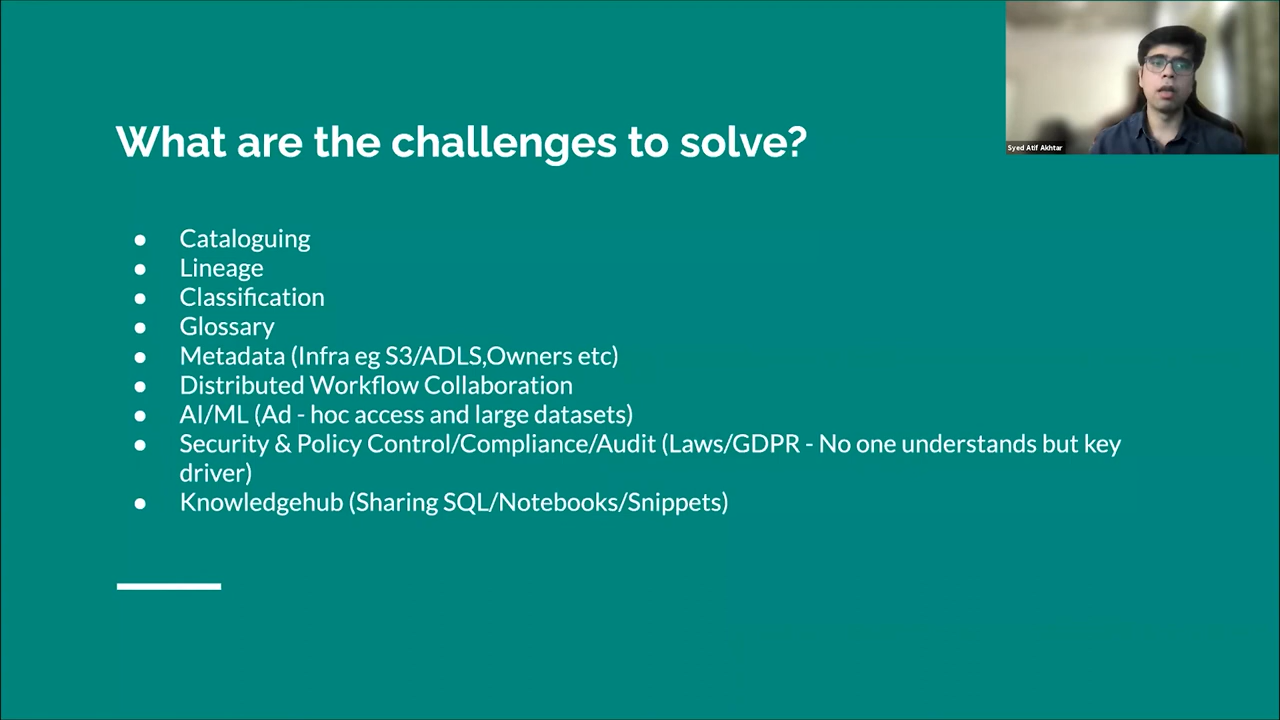 What are the challenges to solve?
Syed Atif Akhtar
● Cataloguing
● Lineage
● Classification
● Glossary
● Metadata (Infra eg S3/ADLS,Owners etc)
● Distributed Workflow Collaboration
● AI/ML (Ad - hoc access and large datasets)
● Security & Policy Control/Compliance/Audit (Laws/GDPR - No one understands but key
driver)
● Knowledgehub (Sharing SQL/Notebooks/Snippets)